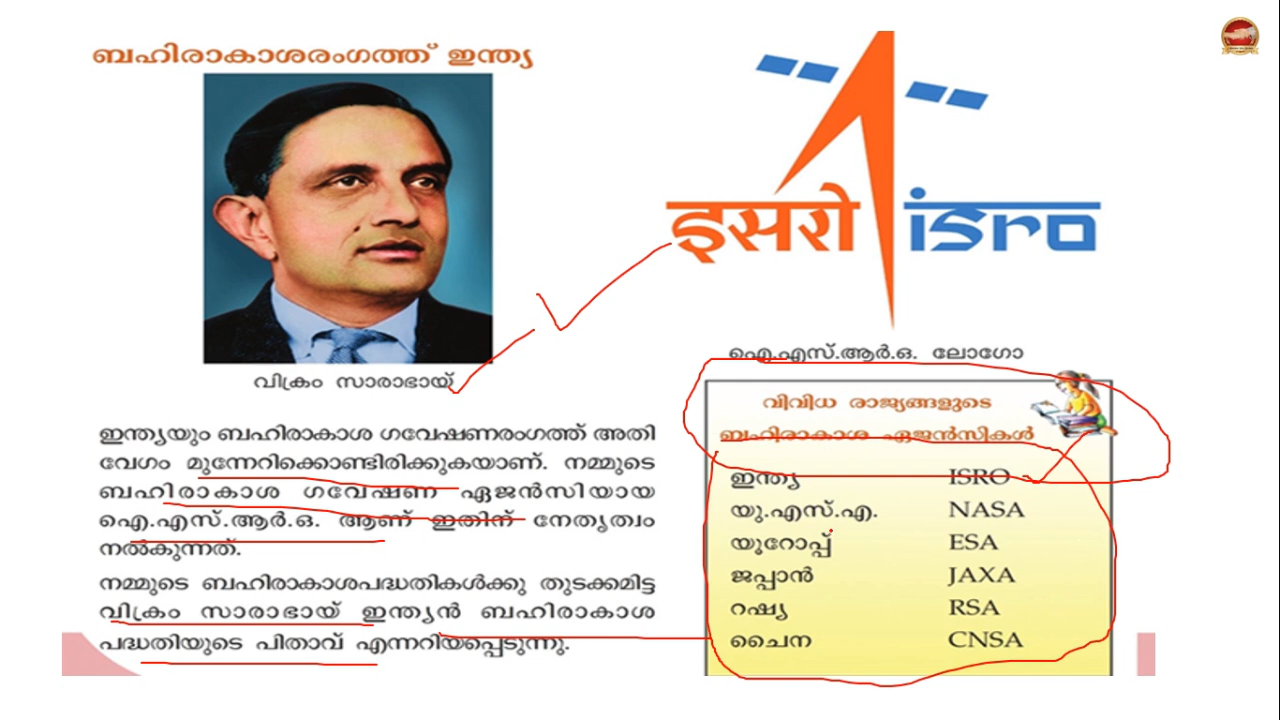 ബഹിരാകാശരംഗത്ത് ഇന്ത്യ
इसरो isro
വിക്രം സാരാഭായ്
ഇന്ത്യയും ബഹിരാകാശ ഗവേഷണരംഗത്ത് അതി
വേഗം മുന്നേറിക്കൊണ്ടിരിക്കുകയാണ്. നമ്മുടെ
ബഹിരാകാശ ഗവേഷണ ഏജൻസിയായ
ഐ.എസ്.ആർ.ഒ. ആണ് ഇതിന് നേതൃത്വം
നൽകുന്നത്.
നമ്മുടെ ബഹിരാകാശപദ്ധതികൾക്കു തുടക്കമിട്ട
വിക്രം സാരാഭായ് ഇന്ത്യൻ ബഹിരാകാശ
പദ്ധതിയുടെ പിതാവ് എന്നറിയപ്പെടുന്നു.
ഐ.എസ്.ആർ.ഒ. ലോഗോ
വിവിധ രാജ്യങ്ങളുടെ
ബഹിരാകാശ ഏജൻസികൾ
ഇന്ത്യ ISRO
യു.എസ്.എ. NASA
യൂറോപ്പ് ESA
ജപ്പാൻ JAXA
റഷ്യ RSA
ചൈന CNSA